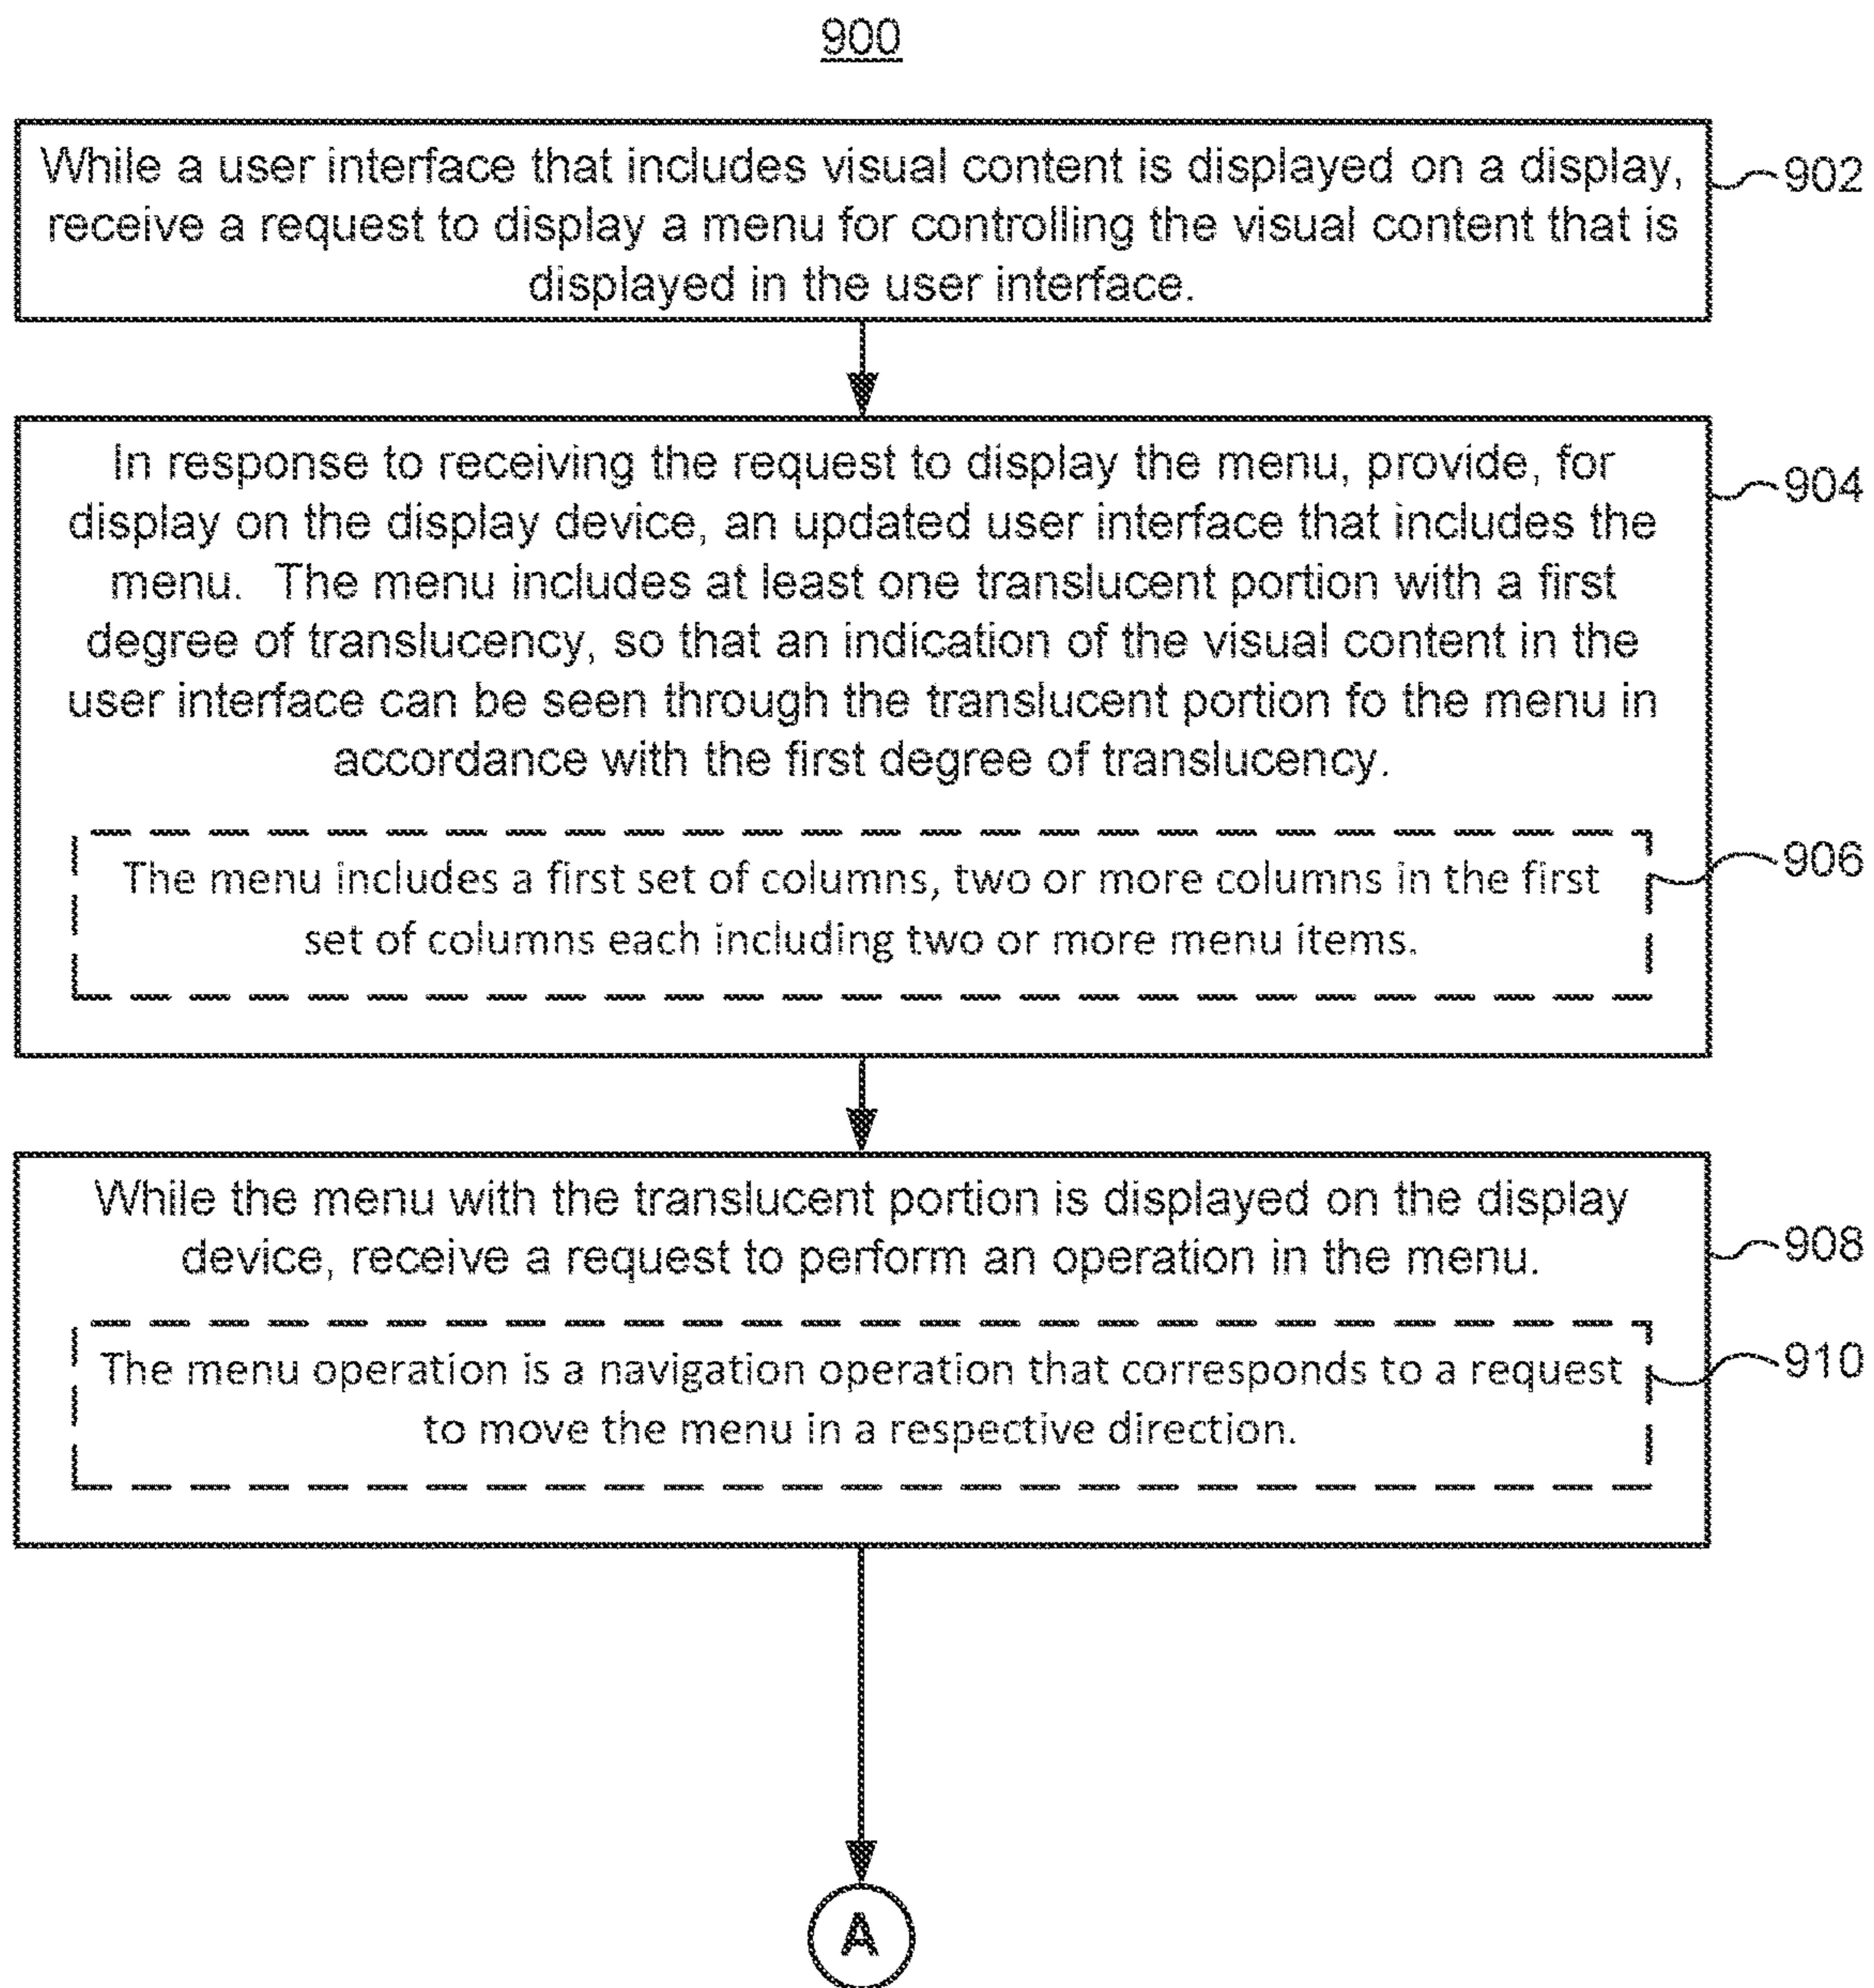 900
While a user interface that includes visual content is displayed on a display,
902
receive a request to display a menu for controlling the visual content that is
displayed in the user interface.
In response to receiving the request to display the menu, provide, for
904
display on the display device, an updated user interface that includes the
menu.  The menu includes at least one translucent portion with a first
degree of translucency, so that an indication of the visual content in the
user interface can be seen through the translucent portion fo the menu in
accordance with the first degree of translucency.
The menu includes a first set of columns, two or more columns in the first
906
set of columns each including two or more menu items.
While the menu with the translucent portion is displayed on the display
device, receive a request to perform an operation in the menu.
908
The menu operation is a navigation operation that corresponds to a request
910
to move the menu in a respective direction.
A